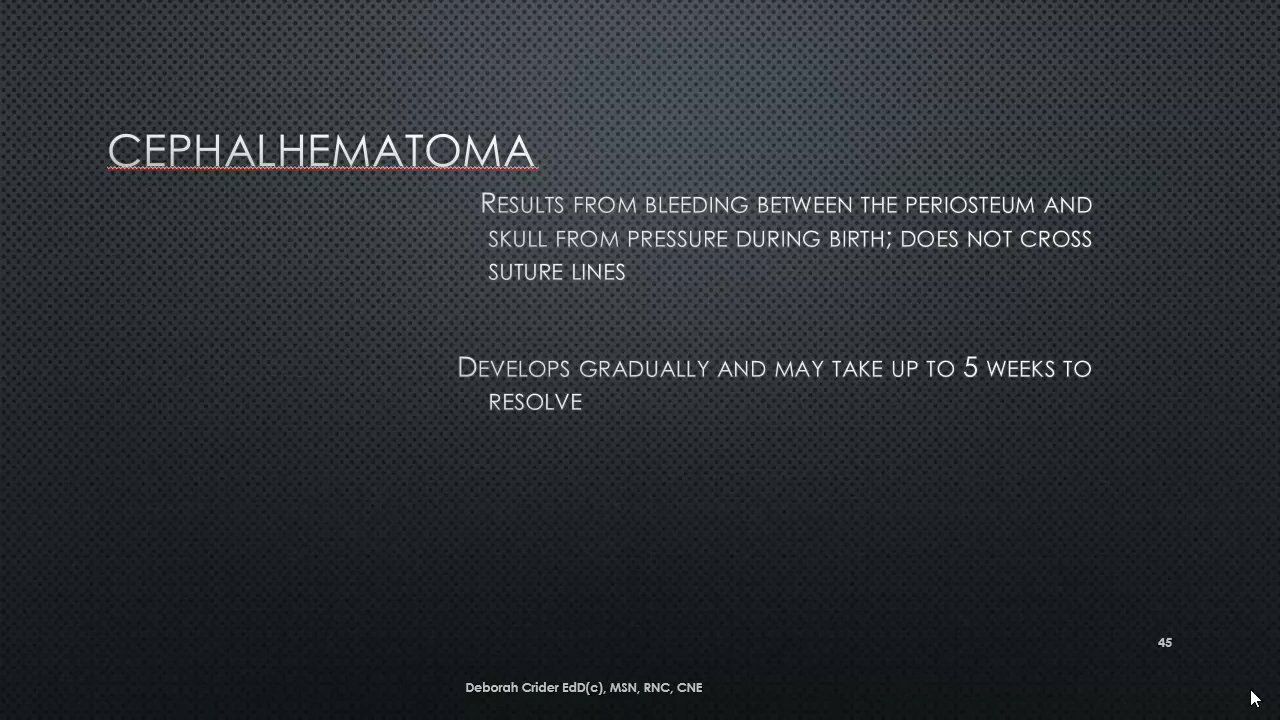 CEPHALHEMATOMA
RESULTS FROM BLEEDING BETWEEN THE PERIOSTEUM AND
SKULL FROM PRESSURE DURING BIRTH; DOES NOT CROSS
SUTURE LINES
DEVELOPS GRADUALLY AND MAY TAKE UP TO 5 WEEKS TO
RESOLVE
45
Deborah Crider EdD(c), MSN, RNC, CNE